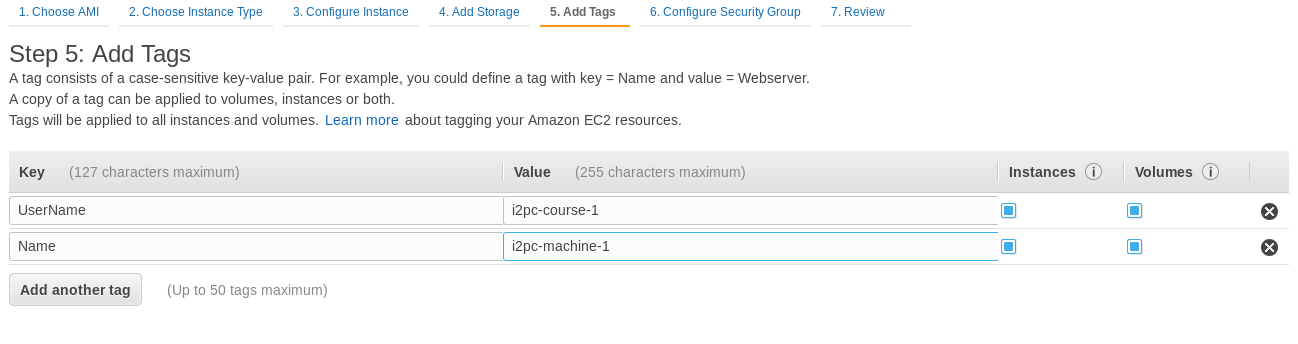 1. Choose AMI 2. Choose Instance Type 3. Configure Instance 4. Add Storage 5. Add Tags 6. Configure Security Group 7. Review
Step 5: Add Tags
A tag consists of a case-sensitive key-value pair. For example, you could define a tag with key = Name and value = Webserver.
A copy of a tag can be applied to volumes, instances or both.
Tags will be applied to all instances and volumes. Learn more about tagging your Amazon EC2 resources.
Key (127 characters maximum) Value (255 characters maximum) Instances i Volumes i
UserName i2pc-course-1
Name i2pc-machine-1
Add another tag (Up to 50 tags maximum)